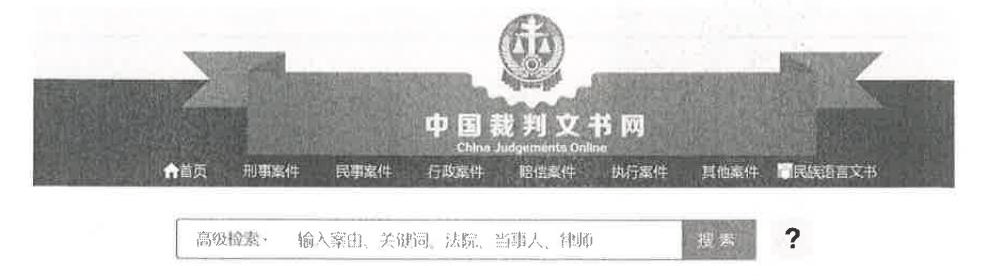 中国裁判文书网
China Judgements Online
首页 刑事案件 民事案件 行政案件 赔偿案件 执行案件 其他案件 民族语言文书
高级检索 输入案由、关键词、法院、当事人、律师 搜索 ?